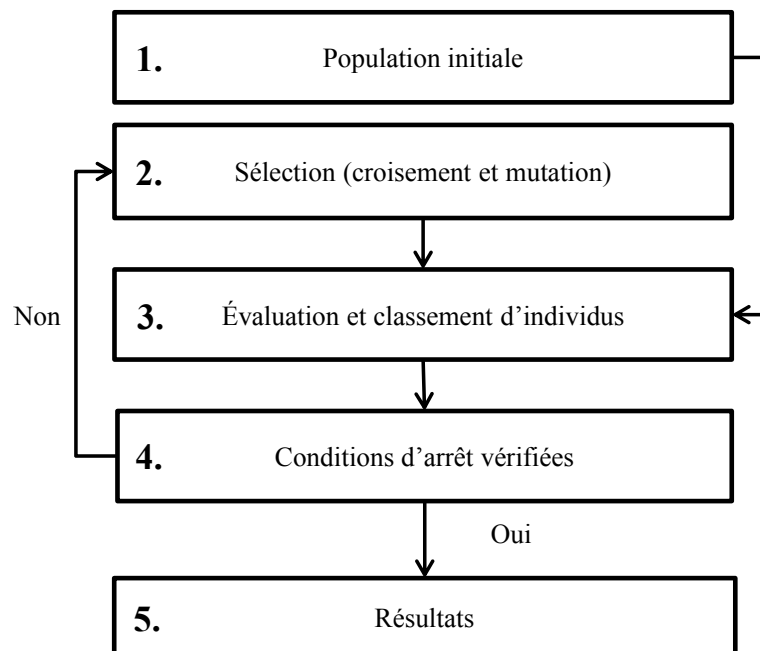 1. Population initiale
2. Sélection (croisement et mutation)
Non
3. Évaluation et classement d’individus
4. Conditions d’arrêt vérifiées
Oui
5. Résultats